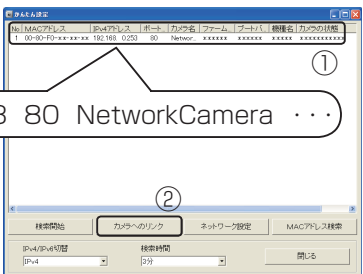 かんたん設定
No MACアドレス IPv4アドレス ポート カメラ名 ファーム.. ブートバ.. 機種名 カメラの状態
1 00-80-F0-xx-xx-xx 192.168. 0.253 80 Networ.. xxxxxx xxxxxx xxxxx xxxxxxxxxxx
①
3 80 NetworkCamera ・・・
②
検索開始 カメラへのリンク ネットワーク設定 MACアドレス検索
IPv4/IPv6切替 検索時間
IPv4 3分 閉じる